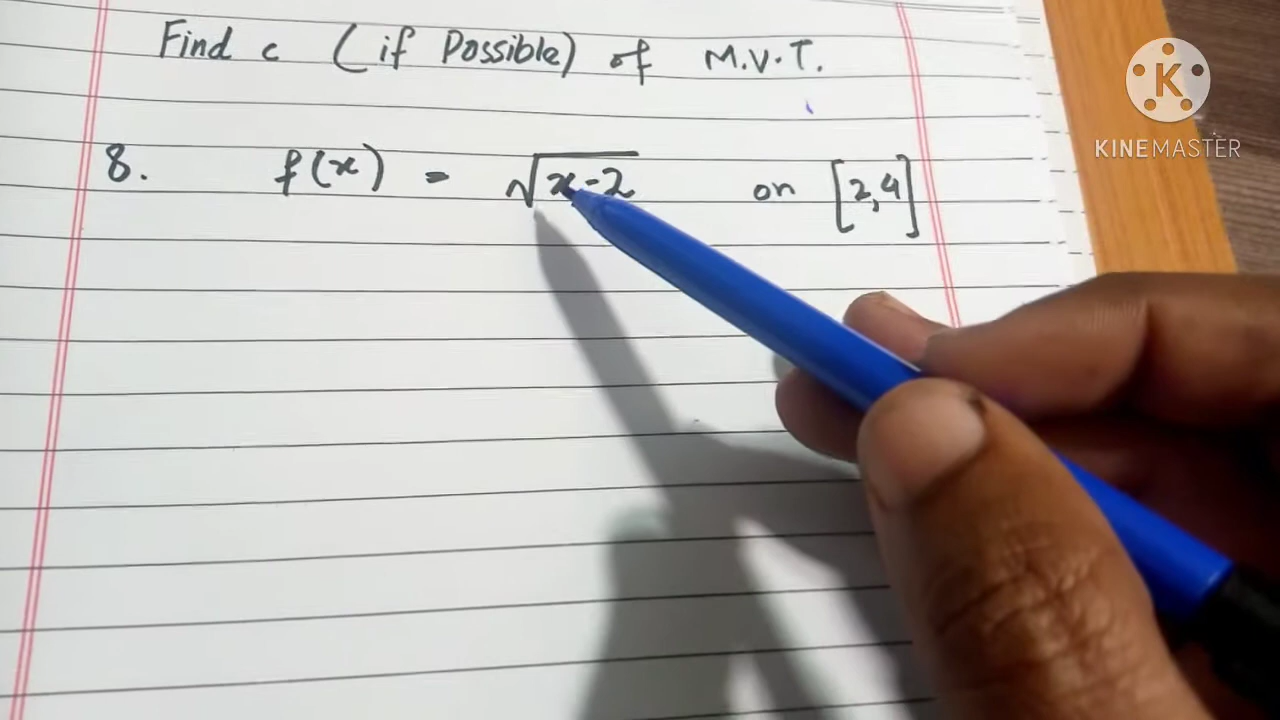 Find c (if Possible) of M.V.T.
8. f(x) = √x-2 on [2,4]
K
KINEMASTER